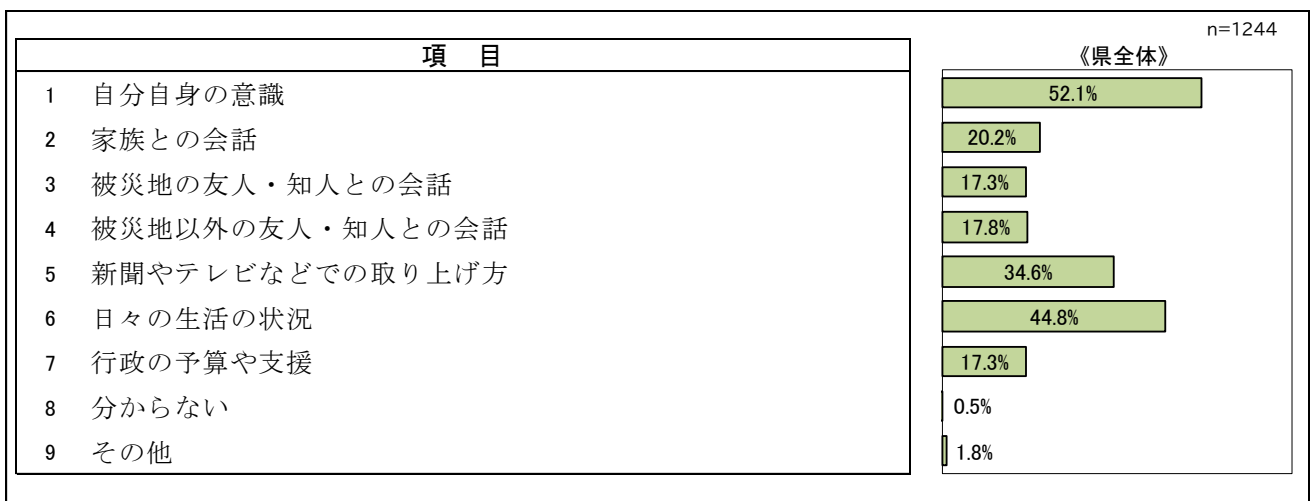 n=1244
項 目 《県全体》
1 自分自身の意識 52.1%
2 家族との会話 20.2%
3 被災地の友人・知人との会話 17.3%
4 被災地以外の友人・知人との会話 17.8%
5 新聞やテレビなどでの取り上げ方 34.6%
6 日々の生活の状況 44.8%
7 行政の予算や支援 17.3%
8 分からない 0.5%
9 その他 1.8%